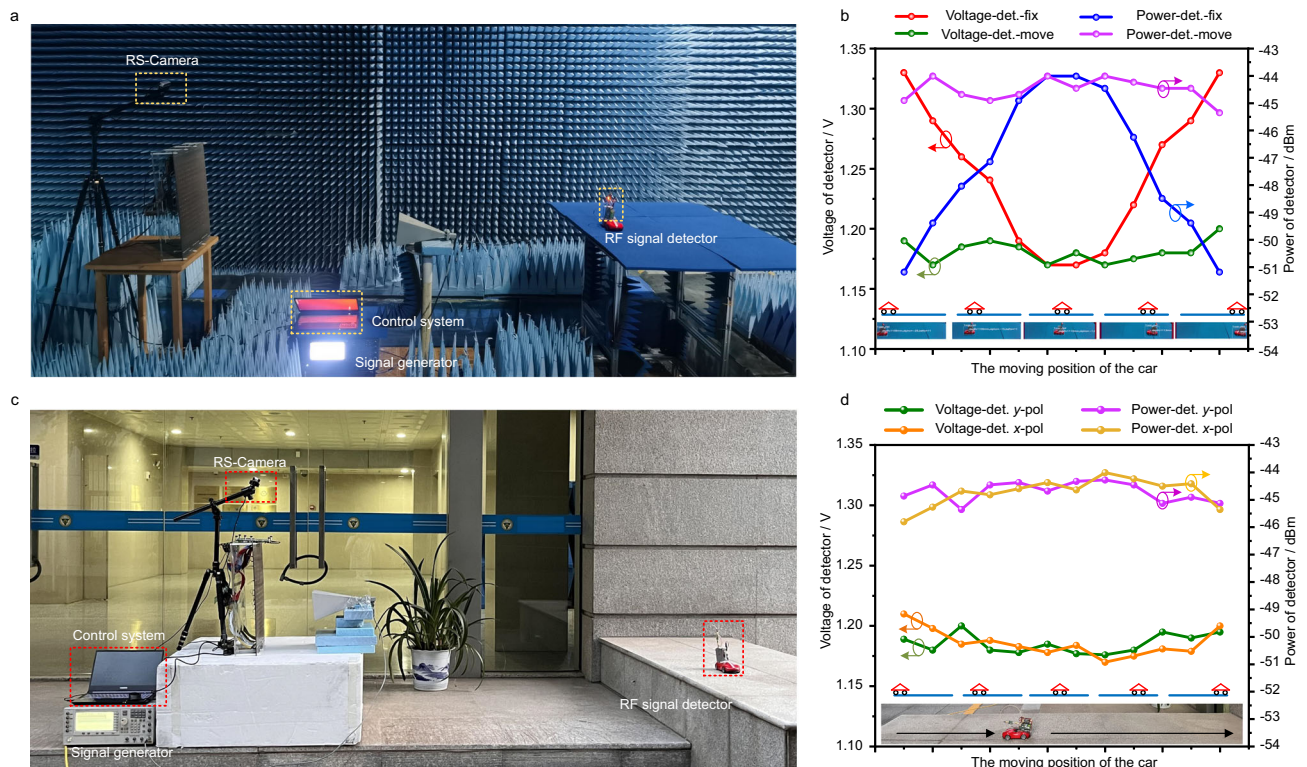 a
RS-Camera
RF signal detector
Control system
Signal generator
b
Voltage-det.-fix
Power-det.-fix
Voltage-det.-move
Power-det.-move
1.35
1.30
1.25
1.20
1.15
1.10
Voltage of detector / V
-43
-44
-45
-46
-47
-48
-49
-50
-51
-52
-53
-54
Power of detector / dBm
The moving position of the car
c
RS-Camera
Control system
Signal generator
RF signal detector
d
Voltage-det. y-pol
Power-det. y-pol
Voltage-det. x-pol
Power-det. x-pol
1.35
1.30
1.25
1.20
1.15
1.10
Voltage of detector / V
-43
-44
-45
-46
-47
-48
-49
-50
-51
-52
-53
-54
Power of detector / dBm
The moving position of the car